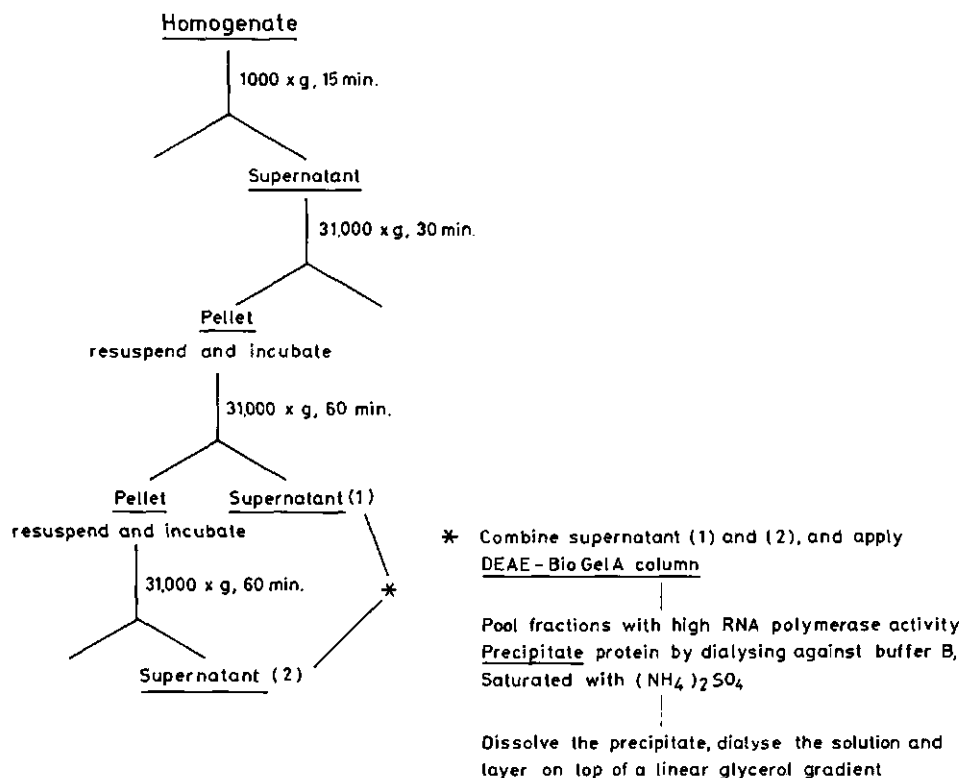 Homogenate
1000 x g, 15 min.
Supernatant
31,000 x g, 30 min.
Pellet
resuspend and incubate
31,000 x g, 60 min.
Pellet
Supernatant (1)
resuspend and incubate
31,000 x g, 60 min.
*
Supernatant (2)
* Combine supernatant (1) and (2), and apply
DEAE-Bio Gel A column
Pool fractions with high RNA polymerase activity
Precipitate protein by dialysing against buffer B,
Saturated with (NH4)2SO4
Dissolve the precipitate, dialyse the solution and
layer on top of a linear glycerol gradient